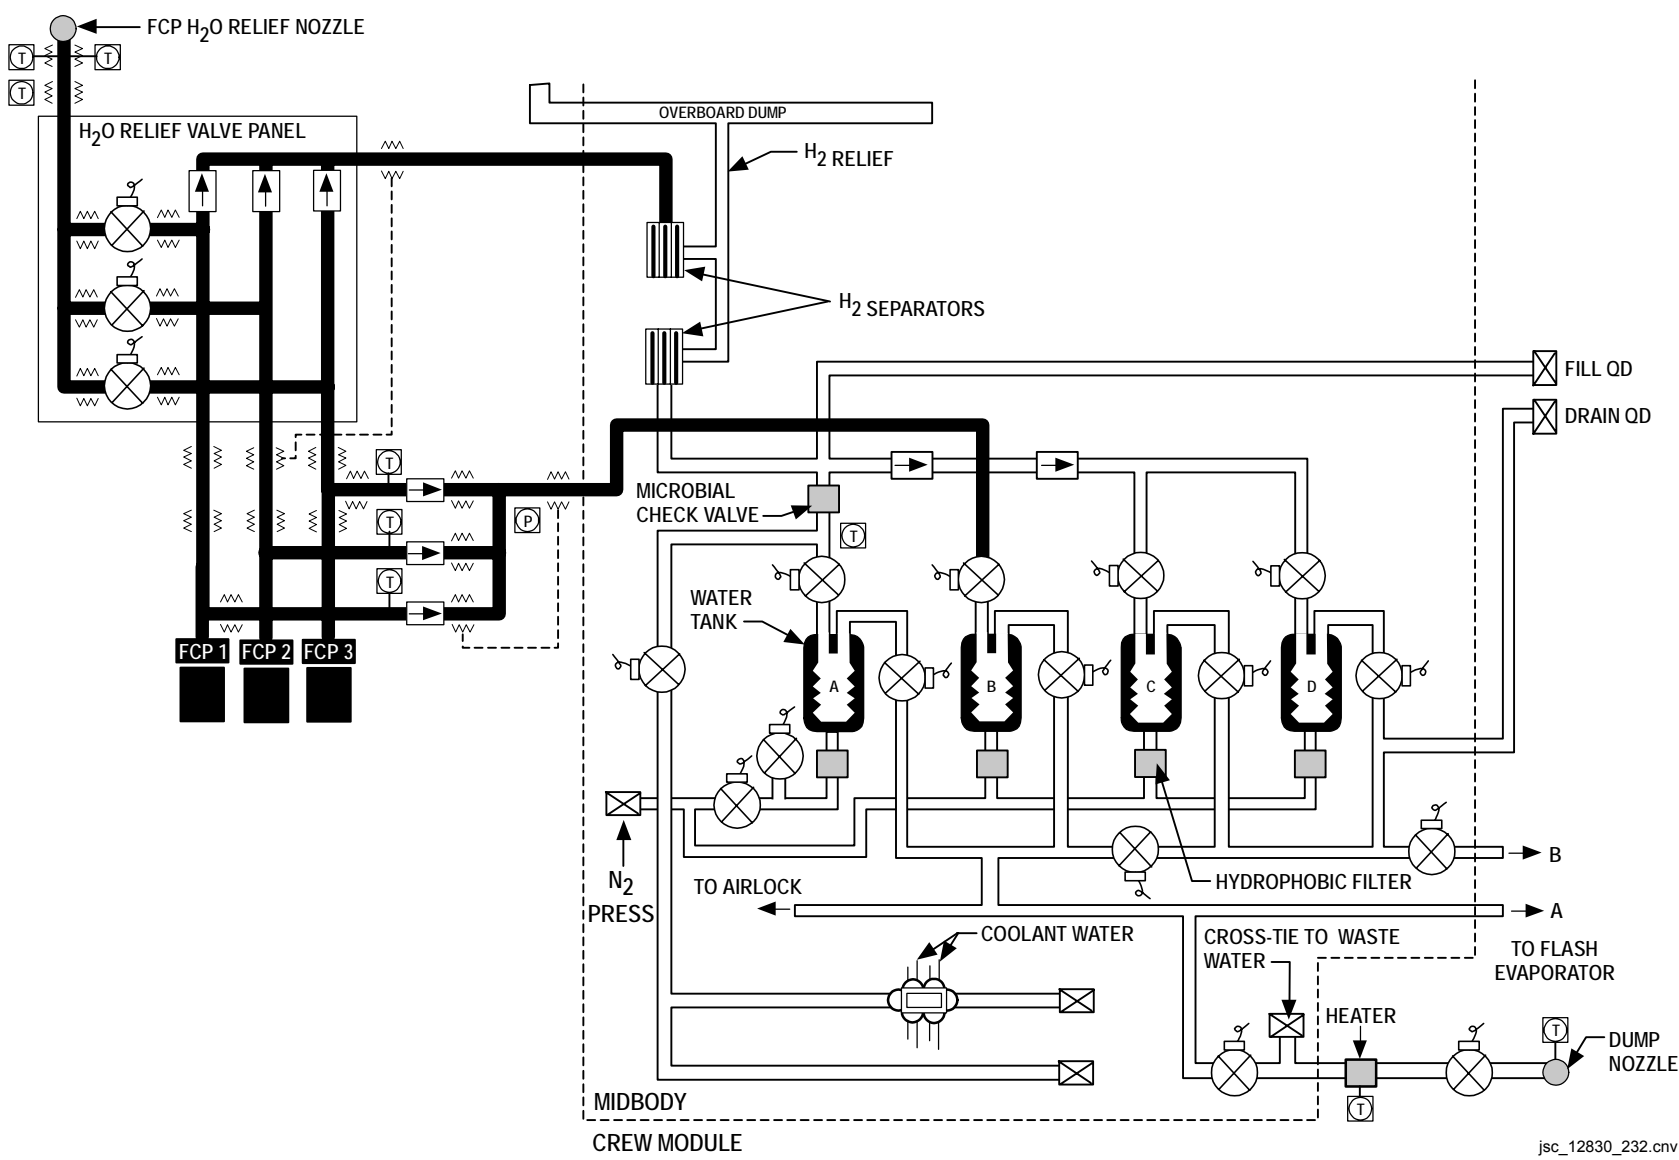 FCP H2O RELIEF NOZZLE
T
T
T
H2O RELIEF VALVE PANEL
OVERBOARD DUMP
H2 RELIEF
H2 SEPARATORS
FILL QD
DRAIN QD
T
T
T
P
MICROBIAL
CHECK VALVE
T
WATER
TANK
FCP 1
FCP 2
FCP 3
A
B
C
D
N2
PRESS
TO AIRLOCK
HYDROPHOBIC FILTER
B
A
COOLANT WATER
CROSS-TIE TO WASTE
WATER
TO FLASH
EVAPORATOR
HEATER
T
T
DUMP
NOZZLE
MIDBODY
CREW MODULE
jsc_12830_232.cnv